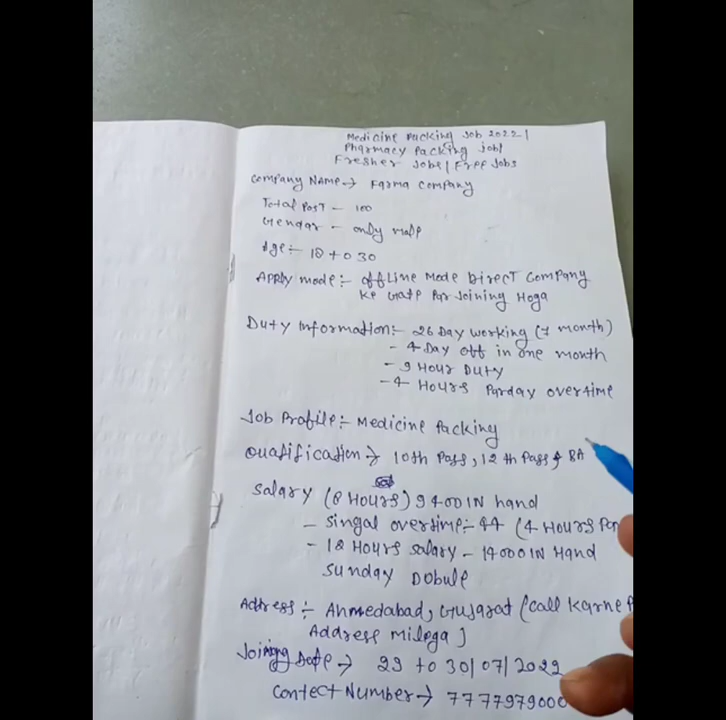 Medicine Packing Job 2022|
Pharmacy Packing job|
Fresher Jobs| Free Jobs
Company Name → Farma Company
Total Post - 100
Gendar - only male
Age:- 18 to 30
Apply mode:- offline Mode Direct Company
ke Gate Par Joining Hoga
Duty Information:- 26 Day working (1 month)
- 4 Day off in one month
- 9 Hour Duty
- 4 Hours Parday overtime
Job Profile:- Medicine Packing
Qualification → 10th Pass, 12th Pass & BA
Salary (8 Hours) 9400 IN hand
- Singal overtime:- 44 (4 Hours Par
- 12 Hours salary - 14000 IN Hand
Sunday Dobule
Address:- Ahmedabad, Gujarat (call karne
Address Milega)
Joining Date → 29 to 30/07/2022
Contect Number → 7777979000